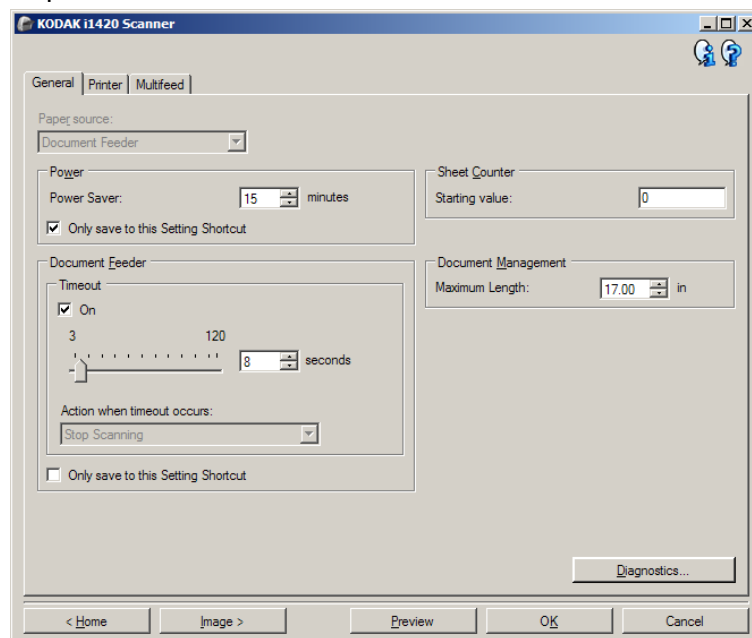 KODAK i1420 Scanner
General Printer Multifeed
Paper source:
Document Feeder
Power
Power Saver: 15 minutes
Only save to this Setting Shortcut
Sheet Counter
Starting value: 0
Document Feeder
Timeout
On
3 120
8 seconds
Action when timeout occurs:
Stop Scanning
Only save to this Setting Shortcut
Document Management
Maximum Length: 17.00 in
Diagnostics...
< Home Image > Preview OK Cancel